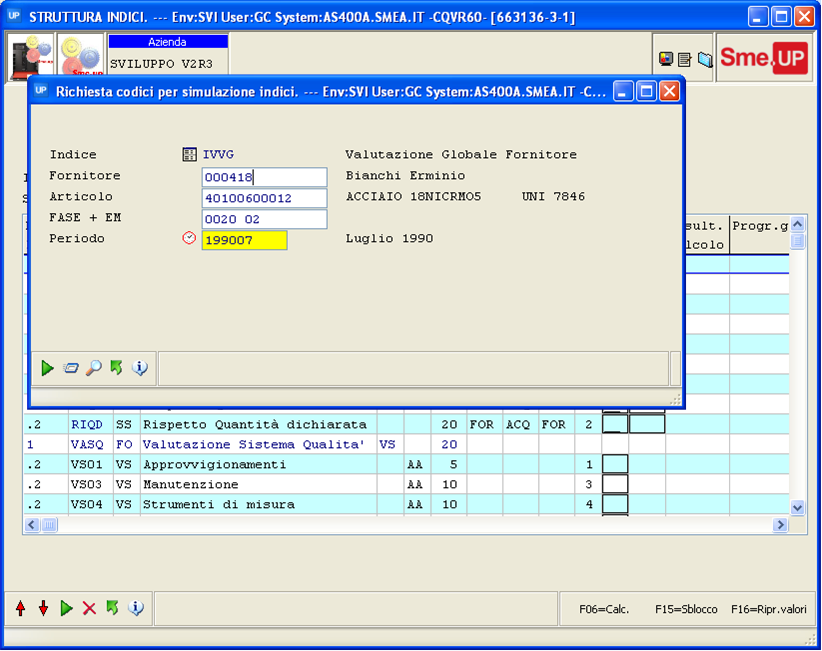 UP STRUTTURA INDICI. --- Env:SVI User:GC System:AS400A.SMEA.IT -CQVR60- [663136-3-1]
Azienda
SVILUPPO V2R3
Sme.UP
Sme.UP
UP Richiesta codici per simulazione indici. --- Env:SVI User:GC System:AS400A.SMEA.IT -C...
Indice IVVG Valutazione Globale Fornitore
Fornitore 000418 Bianchi Erminio
Articolo 40100600012 ACCIAIO 18NICRMO5 UNI 7846
FASE + EM 0020 02
Periodo 199007 Luglio 1990
sult. Progr.g
lcolo
.2 RIQD SS Rispetto Quantità dichiarata 20 FOR ACQ FOR 2
1 VASQ FO Valutazione Sistema Qualita' VS 20
.2 VS01 VS Approvvigionamenti AA 5 1
.2 VS03 VS Manutenzione AA 10 3
.2 VS04 VS Strumenti di misura AA 10 4
F06=Calc. F15=Sblocco F16=Ripr.valori